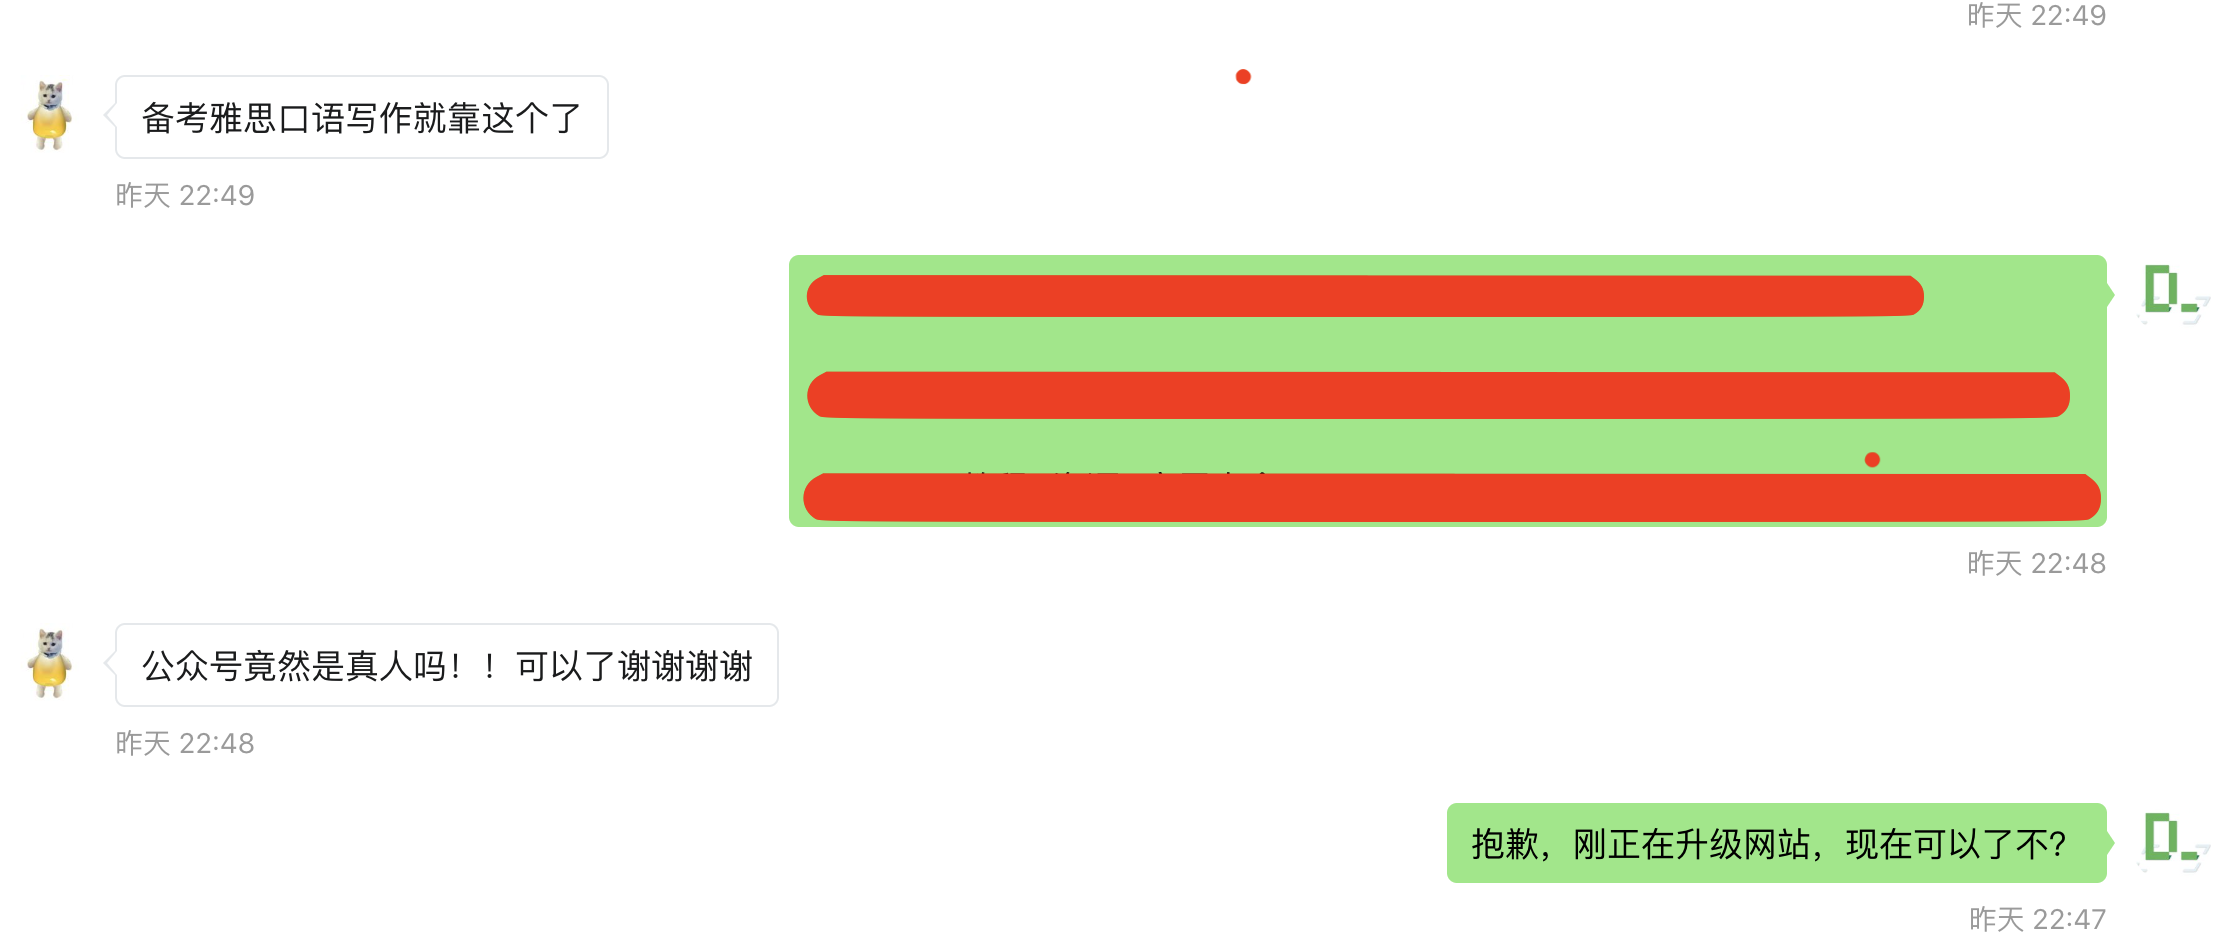 昨天 22:49
备考雅思口语写作就靠这个了
昨天 22:49
昨天 22:48
公众号竟然是真人吗！！可以了谢谢谢谢
昨天 22:48
抱歉，刚正在升级网站，现在可以了不？
昨天 22:47